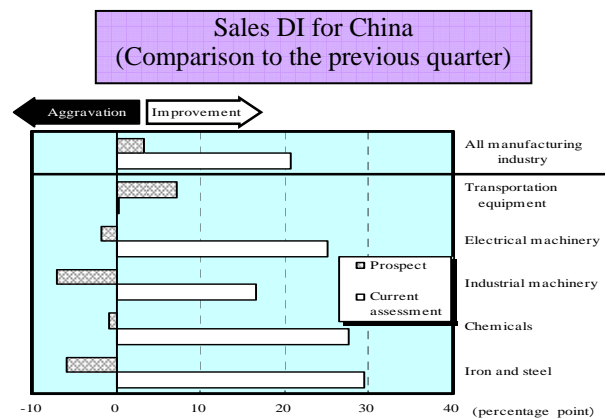 Sales DI for China
(Comparison to the previous quarter)
Aggravation
Improvement
All manufacturing
industry
Transportation
equipment
Electrical machinery
Industrial machinery
Chemicals
Iron and steel
Prospect
Current
assessment
-10 0 10 20 30 40 (percentage point)